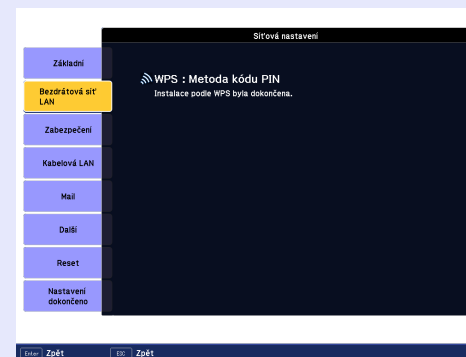 Síťová nastavení
Základní
Bezdrátová síť
LAN
Zabezpečení
Kabelová LAN
Mail
Další
Reset
Nastavení
dokončeno
WPS : Metoda kódu PIN
Instalace podle WPS byla dokončena.
Enter Zpět ESC Zpět